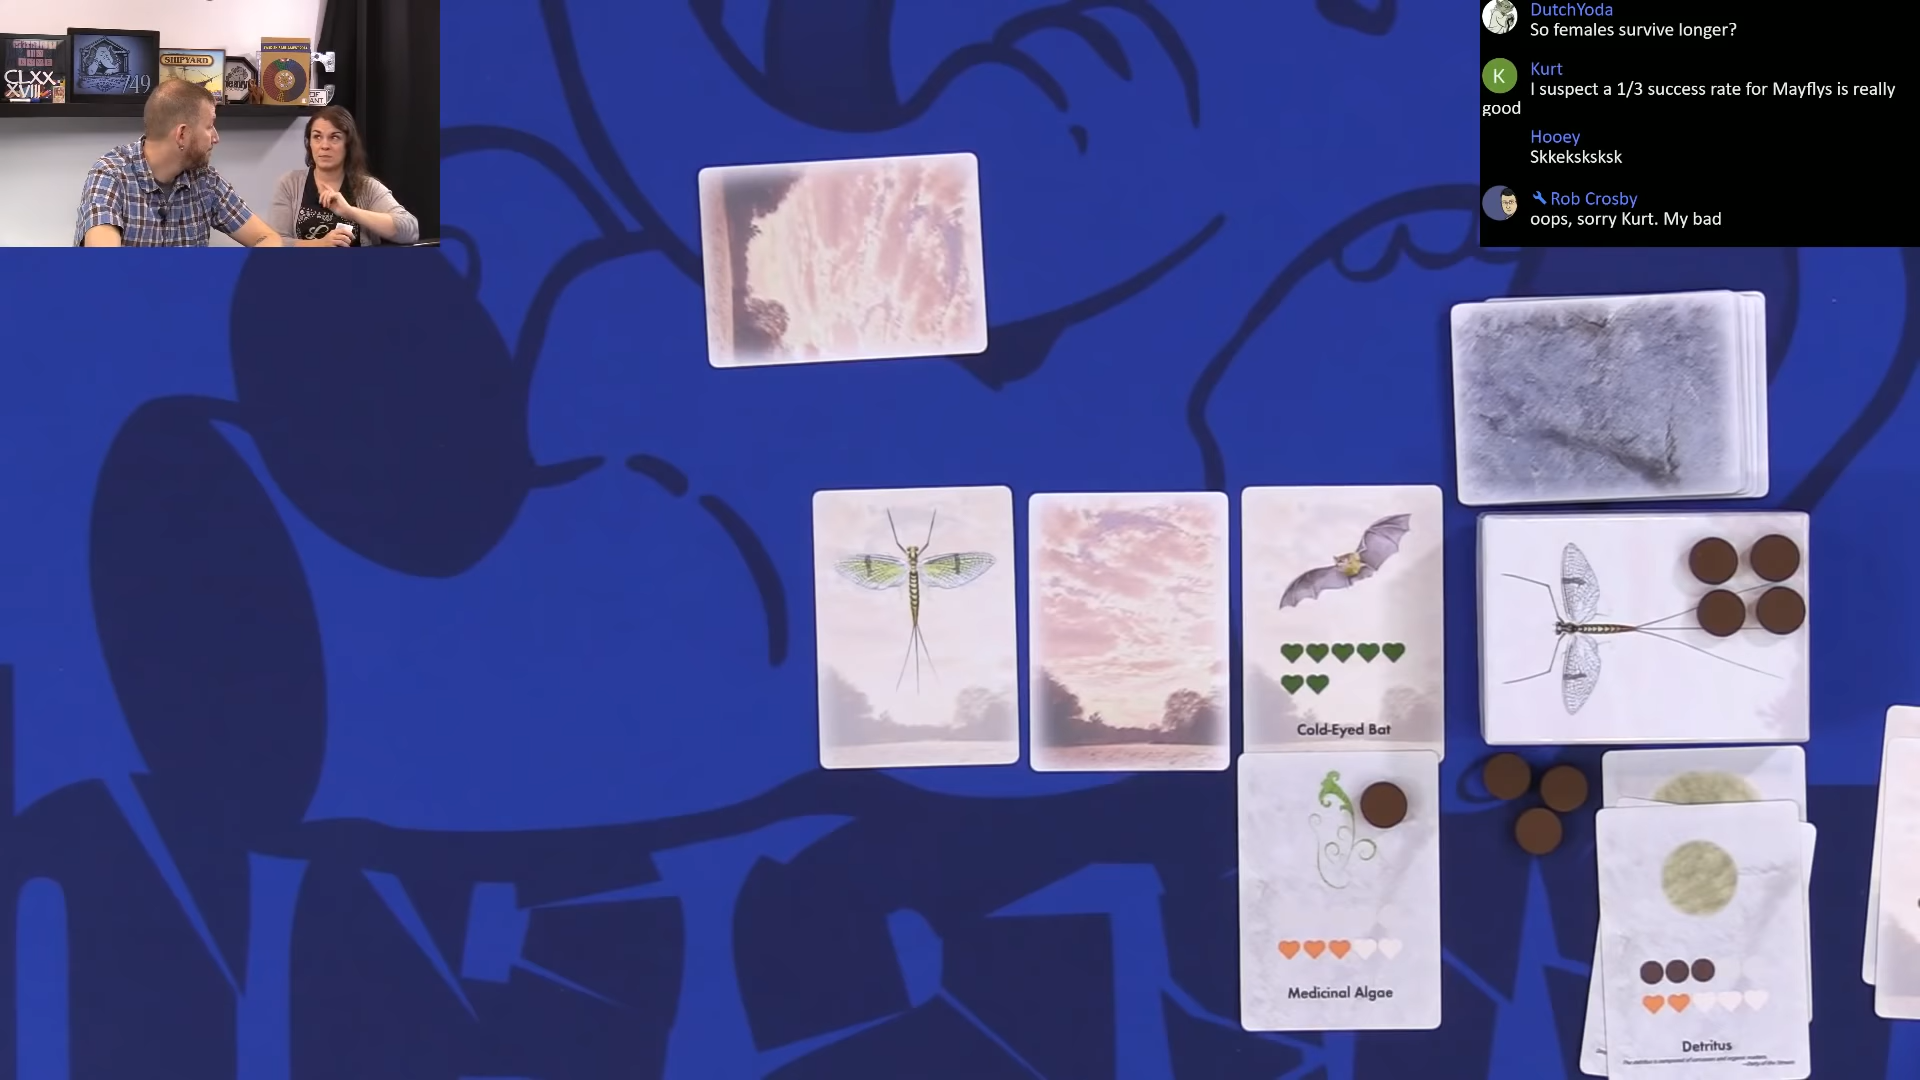 CLXX
XVIII
749
SHIPYARD
DutchYoda
So females survive longer?
K
Kurt
I suspect a 1/3 success rate for Mayflys is really
good
Hooey
Skkeksksksk
Rob Crosby
oops, sorry Kurt. My bad
Cold-Eyed Bat
Medicinal Algae
Detritus